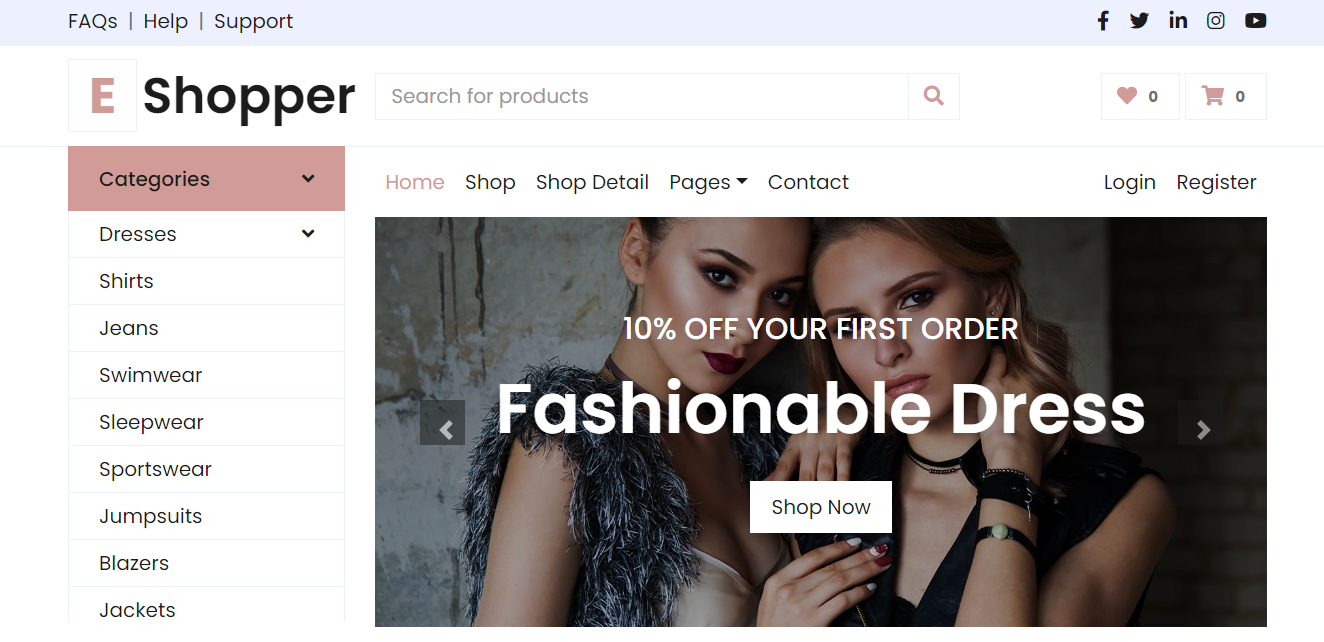 FAQs | Help | Support
E Shopper
Search for products
0
0
Categories
Dresses
Shirts
Jeans
Swimwear
Sleepwear
Sportswear
Jumpsuits
Blazers
Jackets
Home Shop Shop Detail Pages Contact Login Register
10% OFF YOUR FIRST ORDER
Fashionable Dress
Shop Now